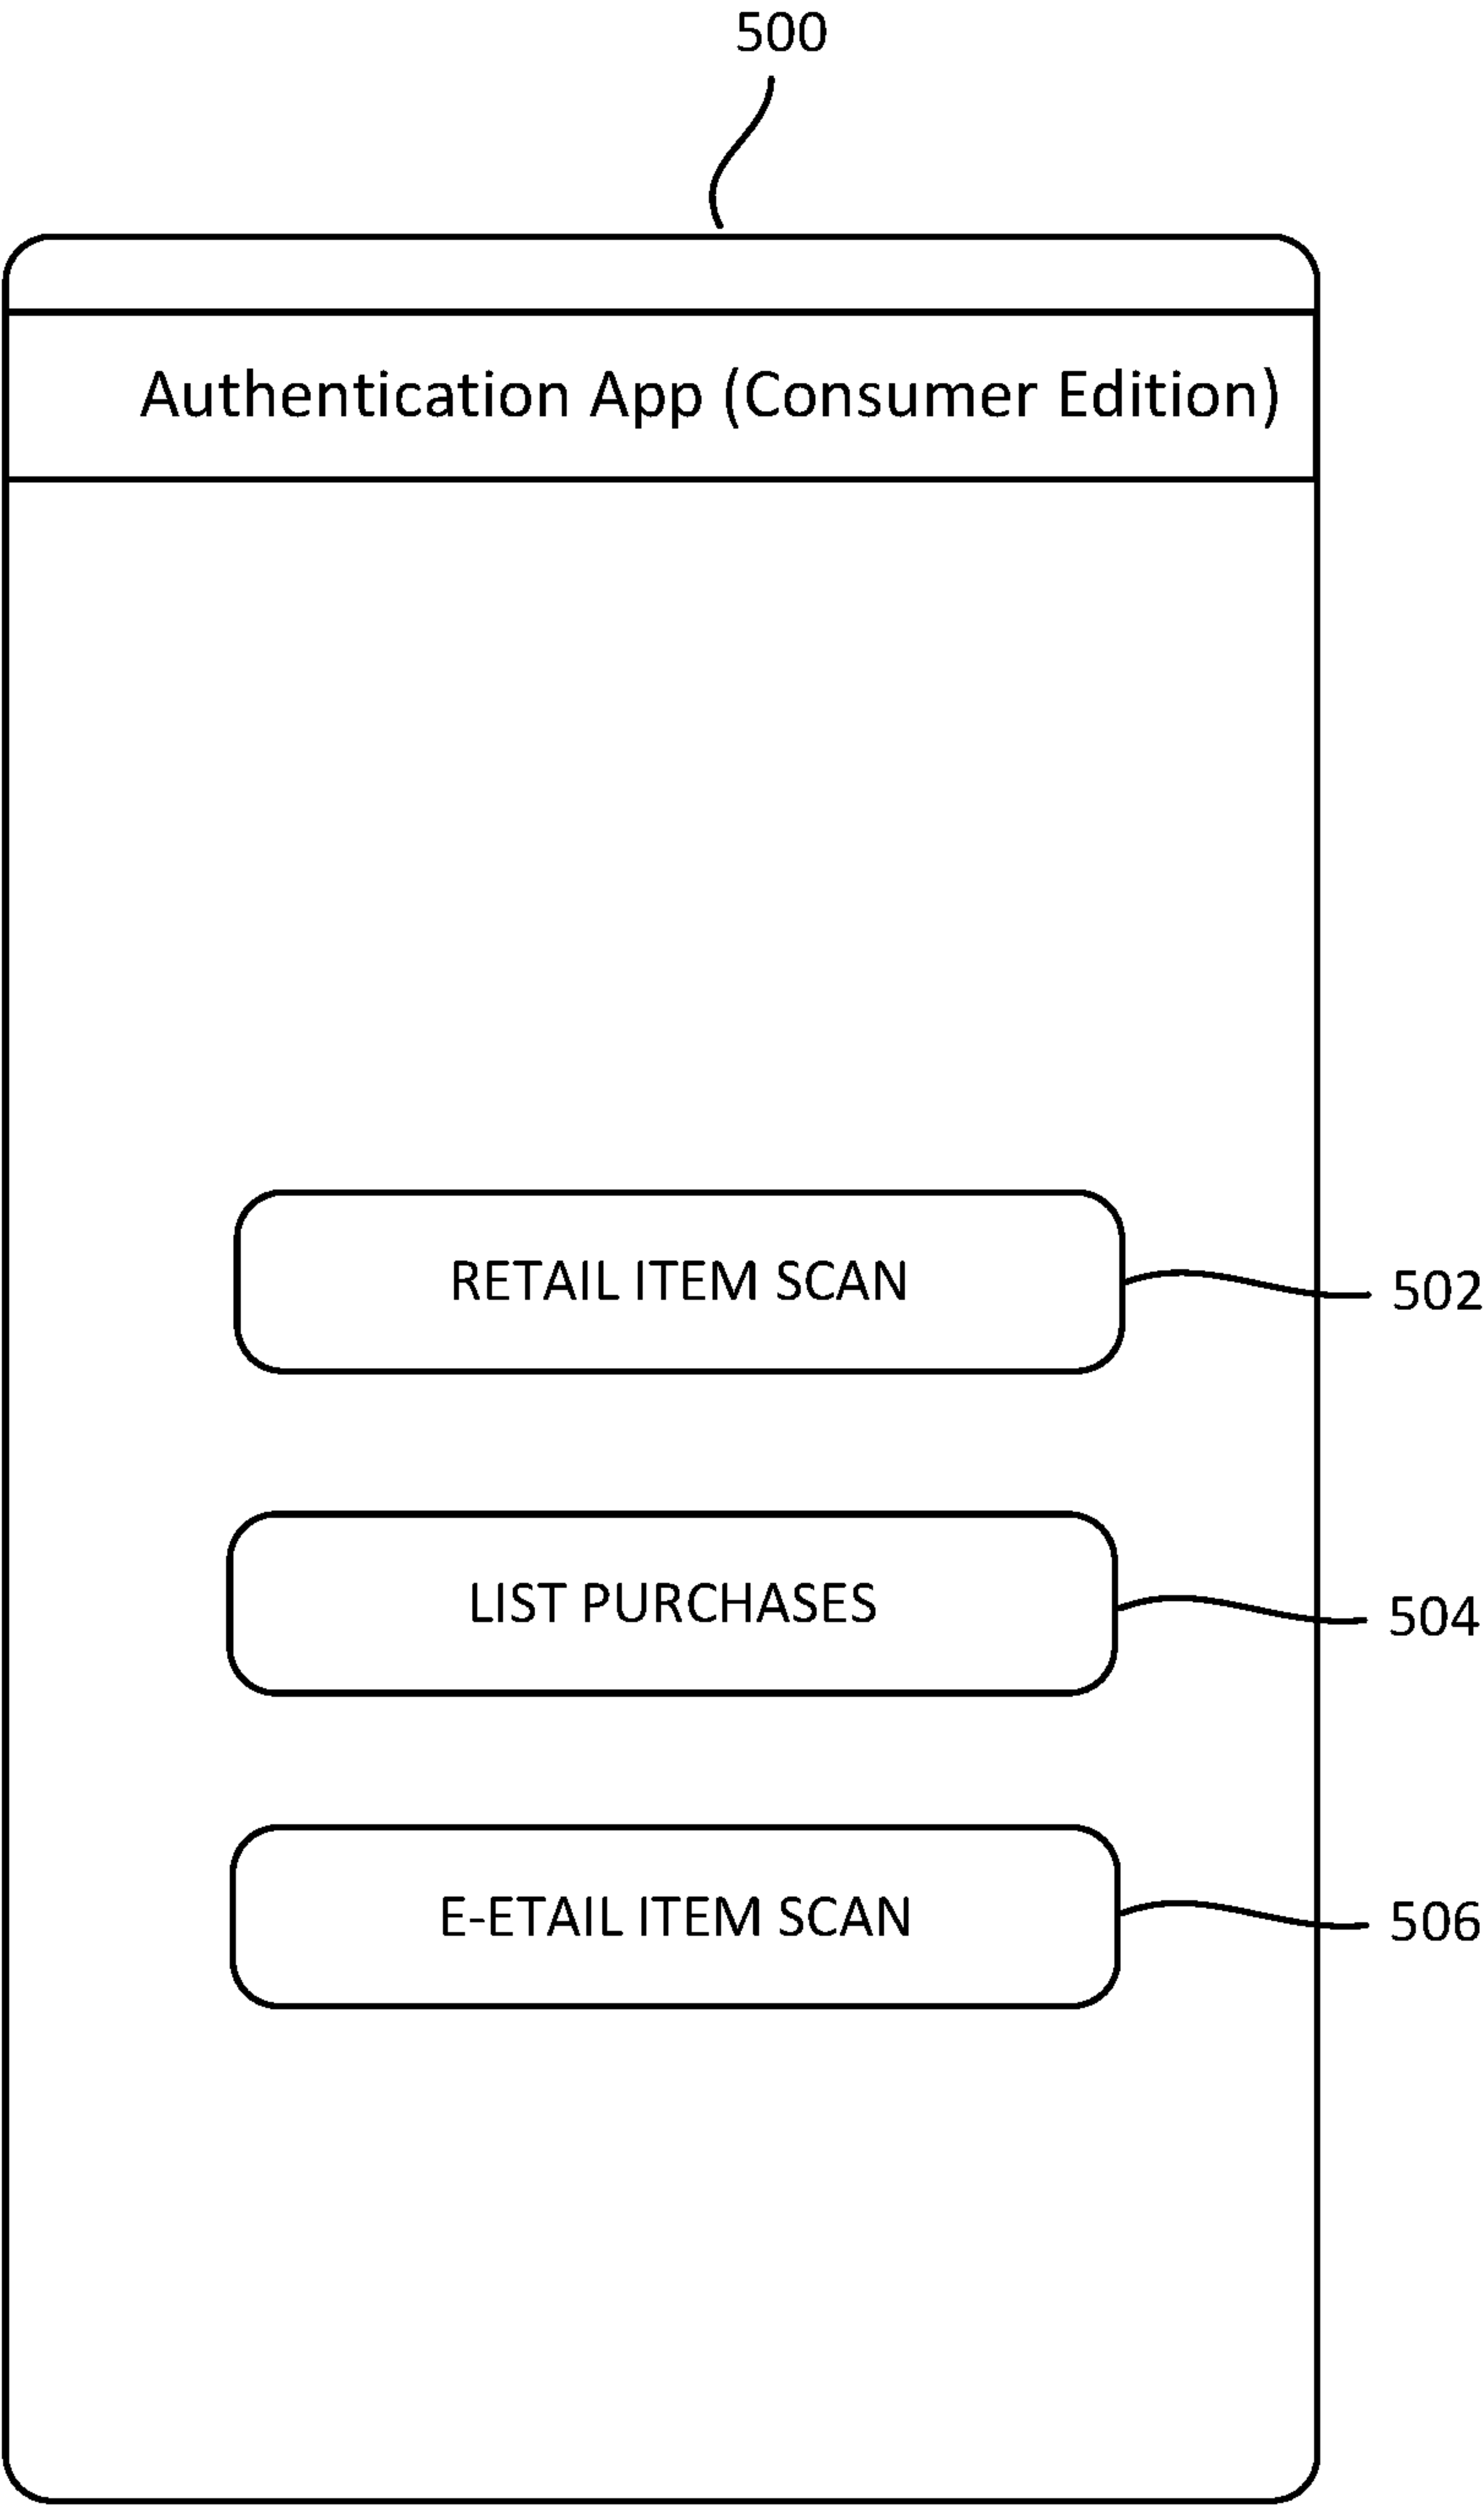 500
Authentication App (Consumer Edition)
RETAIL ITEM SCAN
502
LIST PURCHASES
504
E-ETAIL ITEM SCAN
506